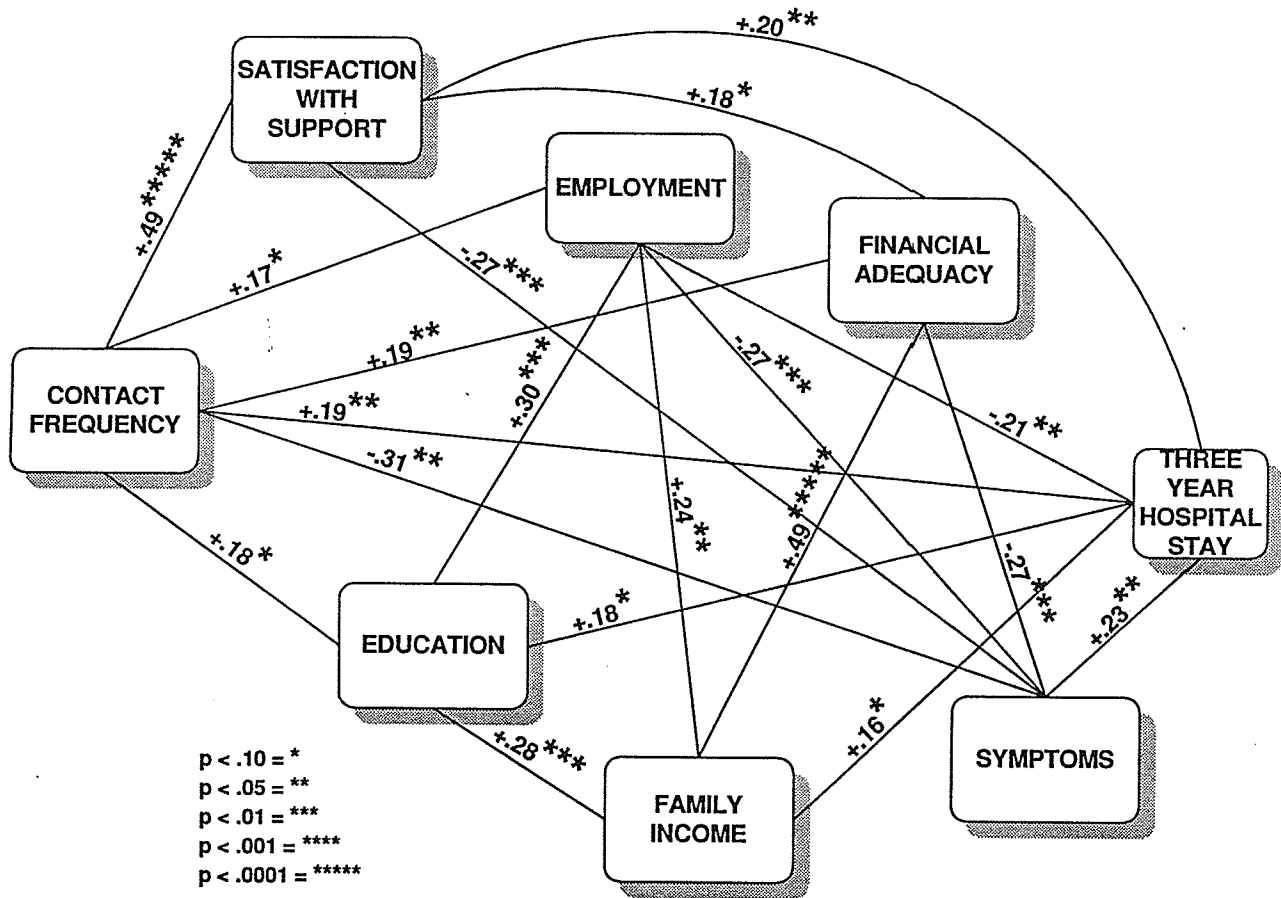 +.20**
SATISFACTION
WITH
SUPPORT
+.18*
EMPLOYMENT
+.49*****
FINANCIAL
ADEQUACY
+.17*
-.27***
+.19**
-.27***
CONTACT
FREQUENCY
+.30***
+.19**
-.21**
-.31**
THREE
YEAR
HOSPITAL
STAY
+.24**
+.49*****
+.18*
-.27***
+.23**
+.18*
EDUCATION
+.16*
+.28***
SYMPTOMS
FAMILY
INCOME
p < .10 = *
p < .05 = **
p < .01 = ***
p < .001 = ****
p < .0001 = *****